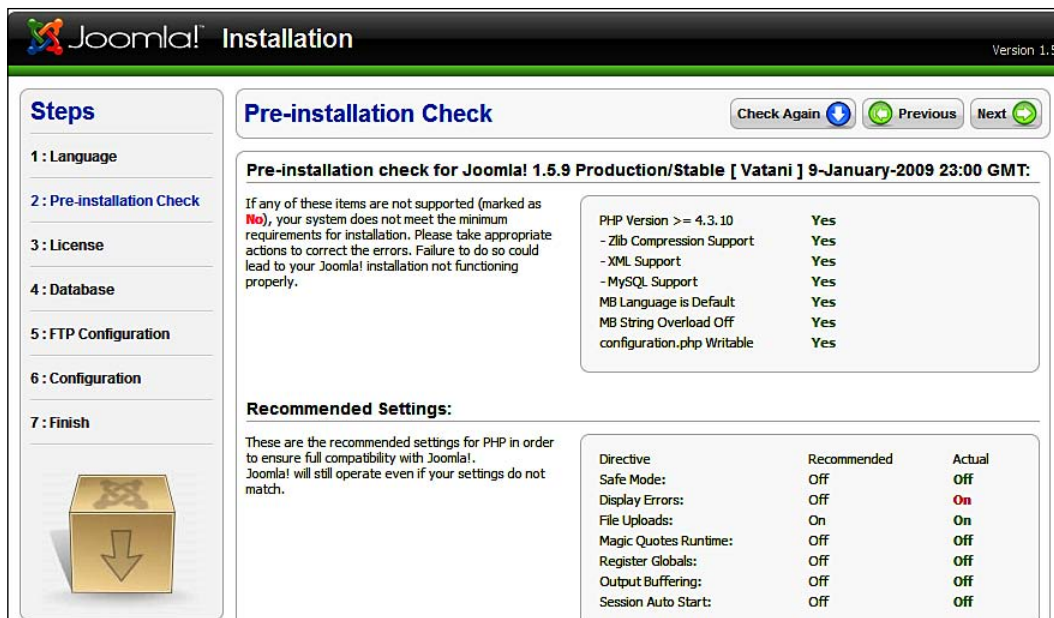 Joomla!™ Installation
Version 1.5
Steps
1 : Language
2 : Pre-installation Check
3 : License
4 : Database
5 : FTP Configuration
6 : Configuration
7 : Finish
Pre-installation Check
Check Again
Previous
Next
Pre-installation check for Joomla! 1.5.9 Production/Stable [ Vatani ] 9-January-2009 23:00 GMT:
If any of these items are not supported (marked as
No), your system does not meet the minimum
requirements for installation. Please take appropriate
actions to correct the errors. Failure to do so could
lead to your Joomla! installation not functioning
properly.
PHP Version >= 4.3.10 Yes
- Zlib Compression Support Yes
- XML Support Yes
- MySQL Support Yes
MB Language is Default Yes
MB String Overload Off Yes
configuration.php Writable Yes
Recommended Settings:
These are the recommended settings for PHP in order
to ensure full compatibility with Joomla!.
Joomla! will still operate even if your settings do not
match.
Directive Recommended Actual
Safe Mode: Off Off
Display Errors: Off On
File Uploads: On On
Magic Quotes Runtime: Off Off
Register Globals: Off Off
Output Buffering: Off Off
Session Auto Start: Off Off